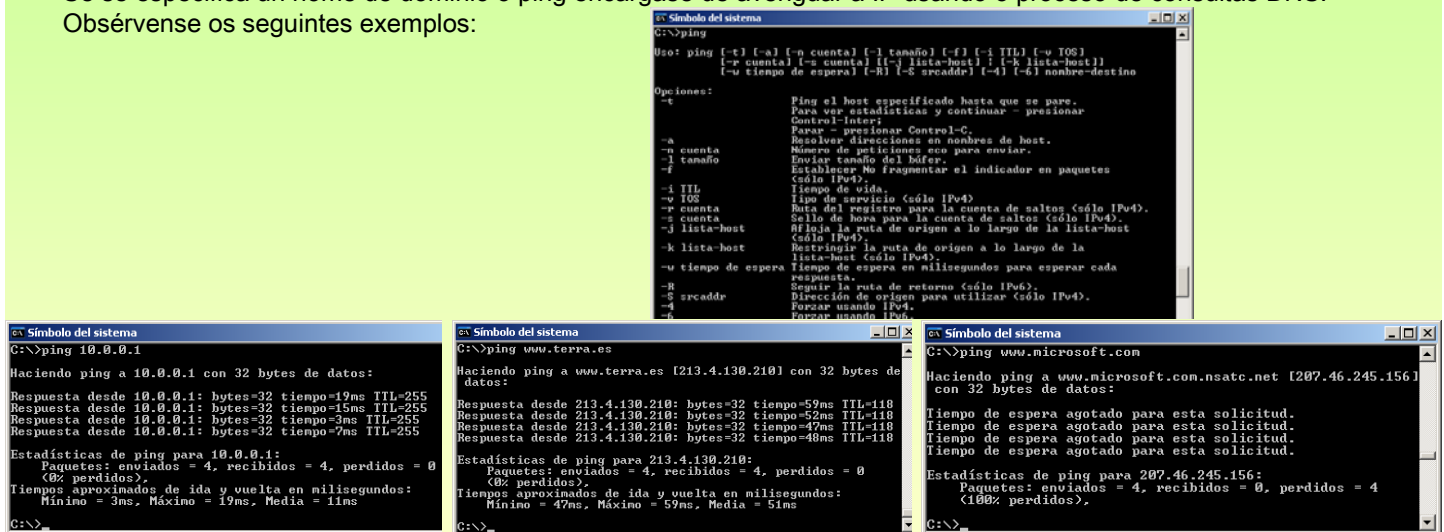 Obsérvense os seguintes exemplos:
Símbolo del sistema
C:\>ping
Uso: ping [-t] [-a] [-n cuenta] [-l tamaño] [-f] [-i TTL] [-v TOS]
[-r cuenta] [-s cuenta] [[-j lista-host] | [-k lista-host]]
[-w tiempo de espera] [-R] [-S srcaddr] [-4] [-6] nombre-destino
Opciones:
-t Ping el host especificado hasta que se pare.
Para ver estadísticas y continuar - presionar
Control-Inter;
Parar - presionar Control-C.
-a Resolver direcciones en nombres de host.
-n cuenta Número de peticiones eco para enviar.
-l tamaño Enviar tamaño del búfer.
-f Establecer No fragmentar el indicador en paquetes
(sólo IPv4).
-i TTL Tiempo de vida.
-v TOS Tipo de servicio (sólo IPv4)
-r cuenta Ruta del registro para la cuenta de saltos (sólo IPv4).
-s cuenta Sello de hora para la cuenta de saltos (sólo IPv4).
-j lista-host Afloja la ruta de origen a lo largo de la lista-host
(sólo IPv4).
-k lista-host Restringir la ruta de origen a lo largo de la
lista-host (sólo IPv4).
-w tiempo de espera Tiempo de espera en milisegundos para esperar cada
respuesta.
-R Seguir la ruta de retorno (sólo IPv6).
-S srcaddr Dirección de origen para utilizar (sólo IPv4).
-4 Forzar usando IPv4.
-6 Forzar usando IPv6.
Símbolo del sistema
C:\>ping 10.0.0.1
Haciendo ping a 10.0.0.1 con 32 bytes de datos:
Respuesta desde 10.0.0.1: bytes=32 tiempo=19ms TTL=255
Respuesta desde 10.0.0.1: bytes=32 tiempo=15ms TTL=255
Respuesta desde 10.0.0.1: bytes=32 tiempo=3ms TTL=255
Respuesta desde 10.0.0.1: bytes=32 tiempo=7ms TTL=255
Estadísticas de ping para 10.0.0.1:
Paquetes: enviados = 4, recibidos = 4, perdidos = 0
(0% perdidos),
Tiempos aproximados de ida y vuelta en milisegundos:
Mínimo = 3ms, Máximo = 19ms, Media = 11ms
C:\>_
Símbolo del sistema
C:\>ping www.terra.es
Haciendo ping a www.terra.es [213.4.130.210] con 32 bytes de
datos:
Respuesta desde 213.4.130.210: bytes=32 tiempo=59ms TTL=118
Respuesta desde 213.4.130.210: bytes=32 tiempo=52ms TTL=118
Respuesta desde 213.4.130.210: bytes=32 tiempo=47ms TTL=118
Respuesta desde 213.4.130.210: bytes=32 tiempo=48ms TTL=118
Estadísticas de ping para 213.4.130.210:
Paquetes: enviados = 4, recibidos = 4, perdidos = 0
(0% perdidos),
Tiempos aproximados de ida y vuelta en milisegundos:
Mínimo = 47ms, Máximo = 59ms, Media = 51ms
C:\>_
Símbolo del sistema
C:\>ping www.microsoft.com
Haciendo ping a www.microsoft.com.nsatc.net [207.46.245.156]
con 32 bytes de datos:
Tiempo de espera agotado para esta solicitud.
Tiempo de espera agotado para esta solicitud.
Tiempo de espera agotado para esta solicitud.
Tiempo de espera agotado para esta solicitud.
Estadísticas de ping para 207.46.245.156:
Paquetes: enviados = 4, recibidos = 0, perdidos = 4
(100% perdidos),
C:\>_